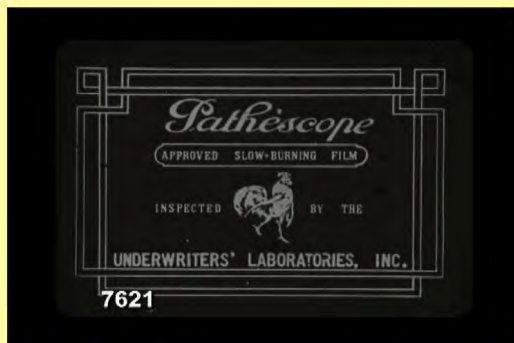 Pathéscope
APPROVED SLOW-BURNING FILM
INSPECTED BY THE
UNDERWRITERS' LABORATORIES, INC.
7621